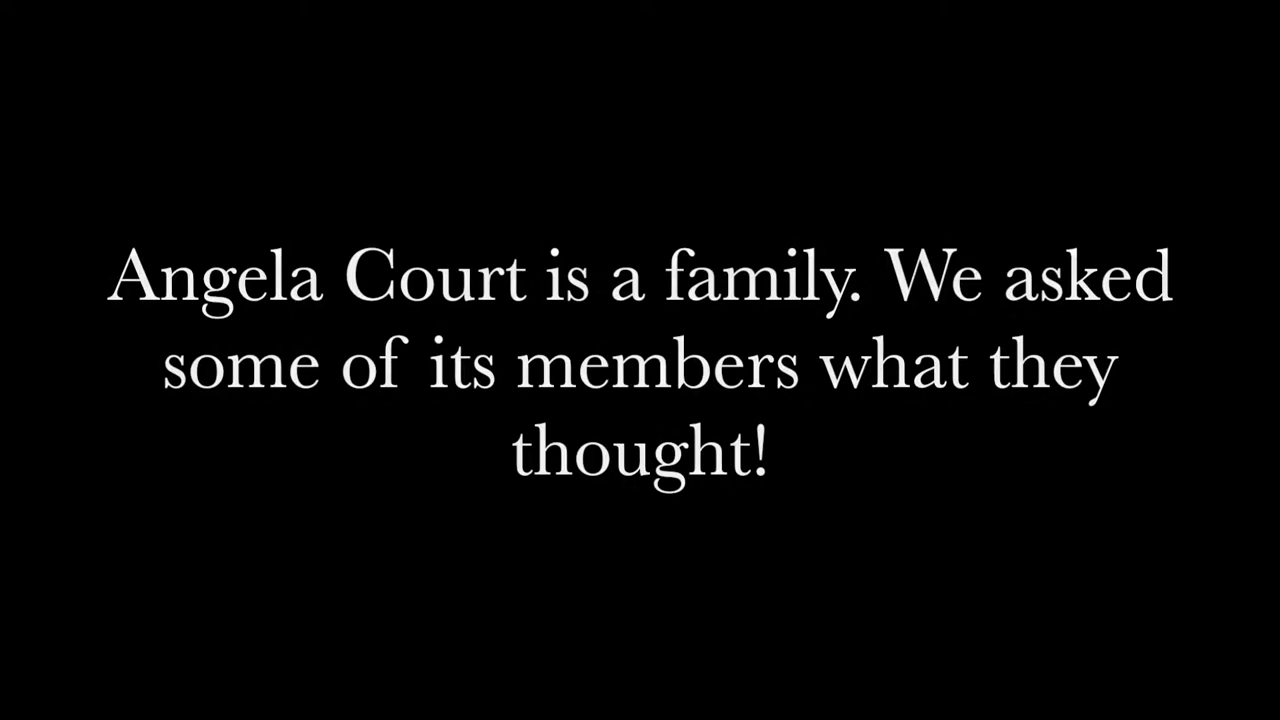 Angela Court is a family. We asked
some of its members what they
thought!